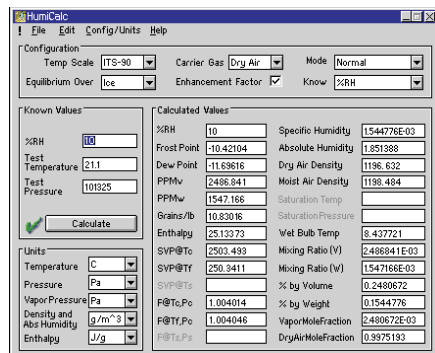 HumiCalc
! File Edit Config/Units Help
Configuration
Temp Scale ITS-90 Carrier Gas Dry Air Mode Normal
Equilibrium Over Ice Enhancement Factor Know %RH
Known Values
%RH 10
Test Temperature 21.1
Test Pressure 101325
Calculate
Units
Temperature C
Pressure Pa
Vapor Pressure Pa
Density and Abs Humidity g/m^3
Enthalpy J/g
Calculated Values
%RH 10 Specific Humidity 1.544776E-03
Frost Point -10.42104 Absolute Humidity 1.851388
Dew Point -11.69616 Dry Air Density 1196.632
PPMv 2486.841 Moist Air Density 1198.484
PPMw 1547.166 Saturation Temp
Grains/lb 10.83016 Saturation Pressure
Enthalpy 25.13373 Wet Bulb Temp 8.437721
SVP@Tc 2503.493 Mixing Ratio (V) 2.486841E-03
SVP@Tf 250.3411 Mixing Ratio (W) 1.547166E-03
SVP@Ts % by Volume 0.2480672
F@Tc,Pc 1.004014 % by Weight 0.1544776
F@Tf,Pc 1.004046 VaporMoleFraction 2.480672E-03
F@Ts,Ps DryAirMoleFraction 0.9975193